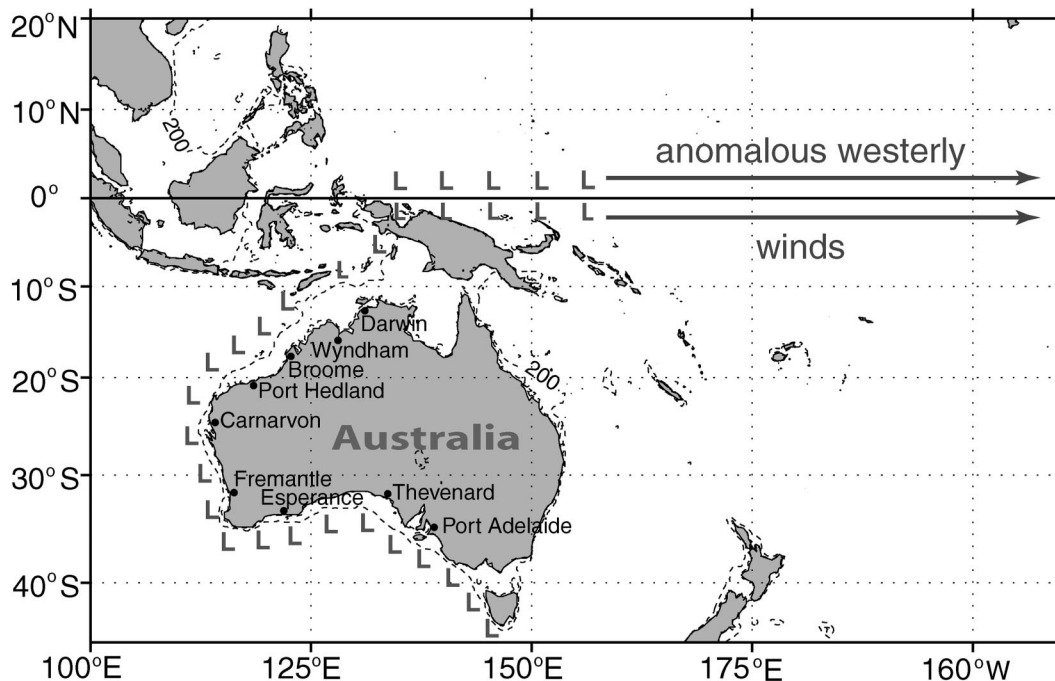 20°N
200
10°N
anomalous westerly
L L L L L
0°
L L L L L
winds
L
L
10°S
L
Darwin
L
Wyndham
L
Broome
L
200
20°S
Port Hedland
L
Carnarvon
L
Australia
30°S
L
Fremantle
Esperance
Thevenard
L
L L L L L
Port Adelaide
L
L
L
40°S
L
L
100°E
125°E
150°E
175°E
160°W